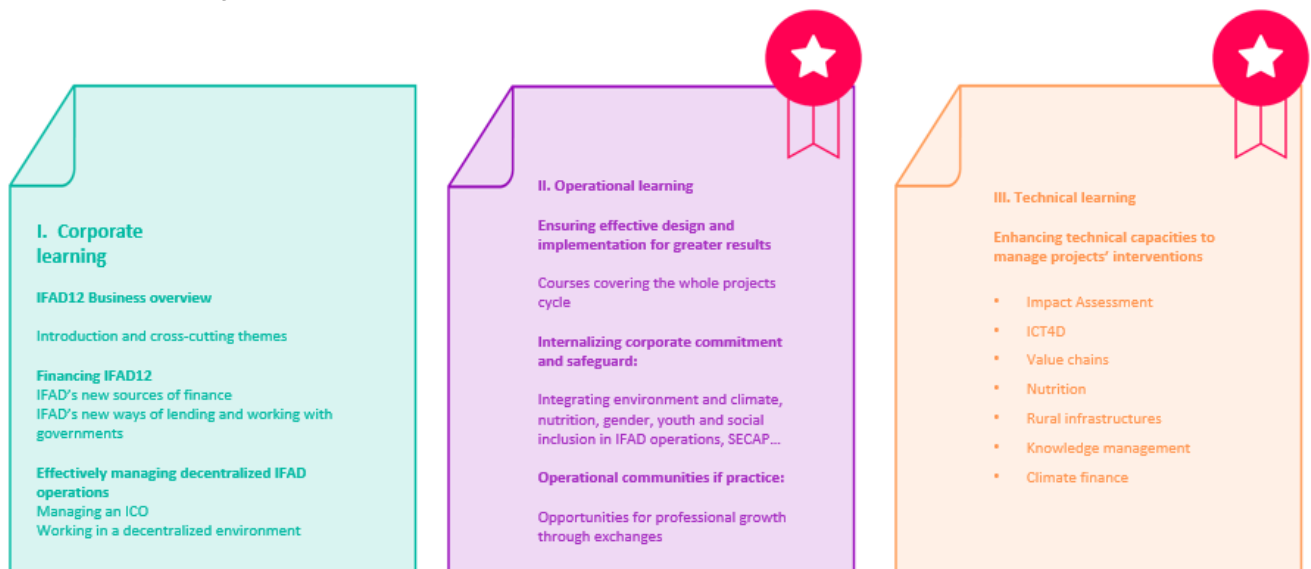 I. Corporate
learning
IFAD12 Business overview
Introduction and cross-cutting themes
Financing IFAD12
IFAD's new sources of finance
IFAD's new ways of lending and working with
governments
Effectively managing decentralized IFAD
operations
Managing an ICO
Working in a decentralized environment
II. Operational learning
Ensuring effective design and
implementation for greater results
Courses covering the whole projects
cycle
Internalizing corporate commitment
and safeguard:
Integrating environment and climate,
nutrition, gender, youth and social
inclusion in IFAD operations, SECAP...
Operational communities if practice:
Opportunities for professional growth
through exchanges
III. Technical learning
Enhancing technical capacities to
manage projects' interventions
▪ Impact Assessment
▪ ICT4D
▪ Value chains
▪ Nutrition
▪ Rural infrastructures
▪ Knowledge management
▪ Climate finance